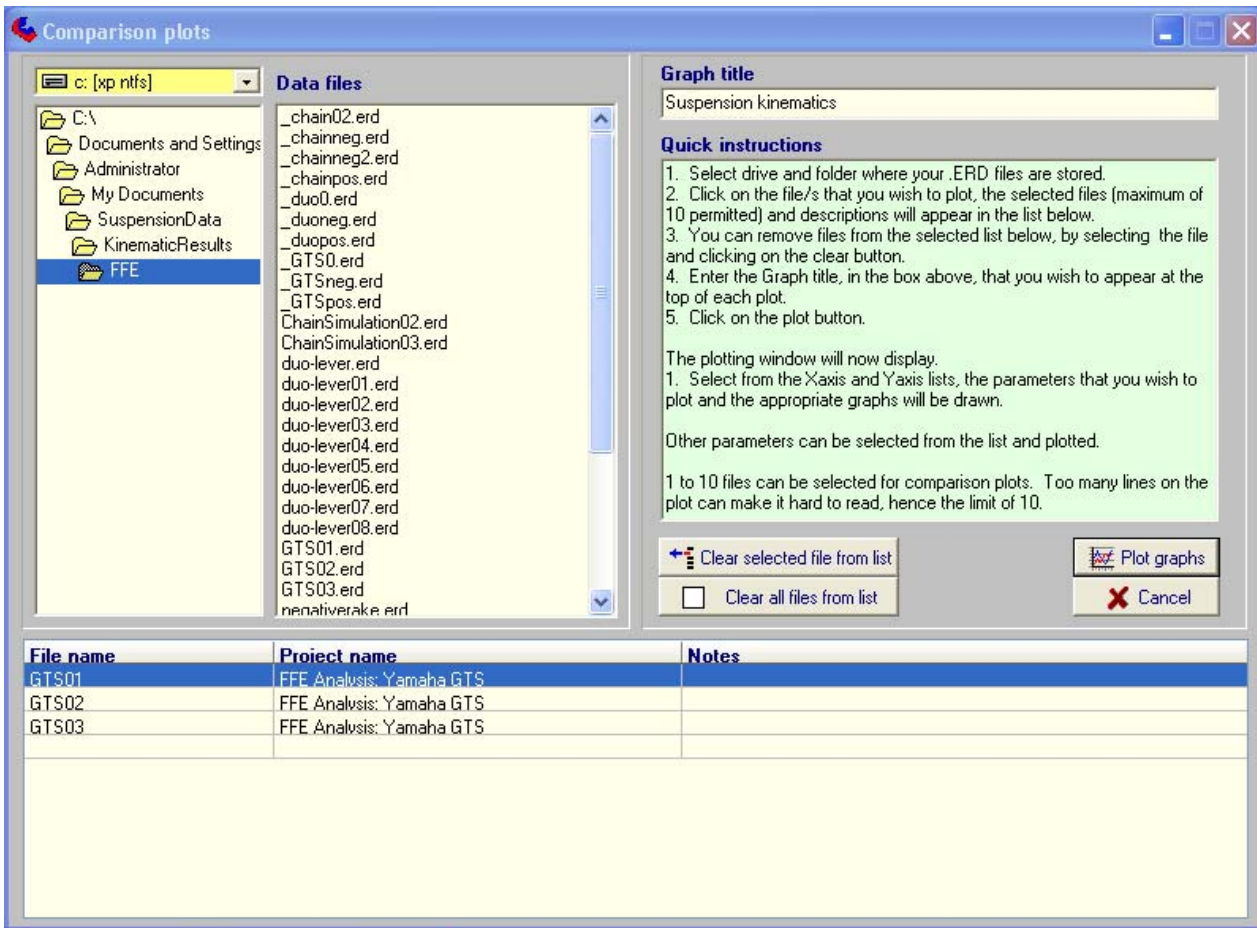 Comparison plots
c: [xp ntfs]
C:\
Documents and Settings
Administrator
My Documents
SuspensionData
KinematicResults
FFE
Data files
_chain02.erd
_chainneg.erd
_chainneg2.erd
_chainpos.erd
_duo0.erd
_duoneg.erd
_duopos.erd
_GTS0.erd
_GTSneg.erd
_GTSpos.erd
ChainSimulation02.erd
ChainSimulation03.erd
duo-lever.erd
duo-lever01.erd
duo-lever02.erd
duo-lever03.erd
duo-lever04.erd
duo-lever05.erd
duo-lever06.erd
duo-lever07.erd
duo-lever08.erd
GTS01.erd
GTS02.erd
GTS03.erd
negativerake.erd
Graph title
Suspension kinematics
Quick instructions
1. Select drive and folder where your .ERD files are stored.
2. Click on the file/s that you wish to plot, the selected files (maximum of
10 permitted) and descriptions will appear in the list below.
3. You can remove files from the selected list below, by selecting the file
and clicking on the clear button.
4. Enter the Graph title, in the box above, that you wish to appear at the
top of each plot.
5. Click on the plot button.
The plotting window will now display.
1. Select from the Xaxis and Yaxis lists, the parameters that you wish to
plot and the appropriate graphs will be drawn.
Other parameters can be selected from the list and plotted.
1 to 10 files can be selected for comparison plots. Too many lines on the
plot can make it hard to read, hence the limit of 10.
Clear selected file from list
Plot graphs
Clear all files from list
Cancel
File name Project name Notes
GTS01 FFE Analysis: Yamaha GTS
GTS02 FFE Analysis: Yamaha GTS
GTS03 FFE Analysis: Yamaha GTS